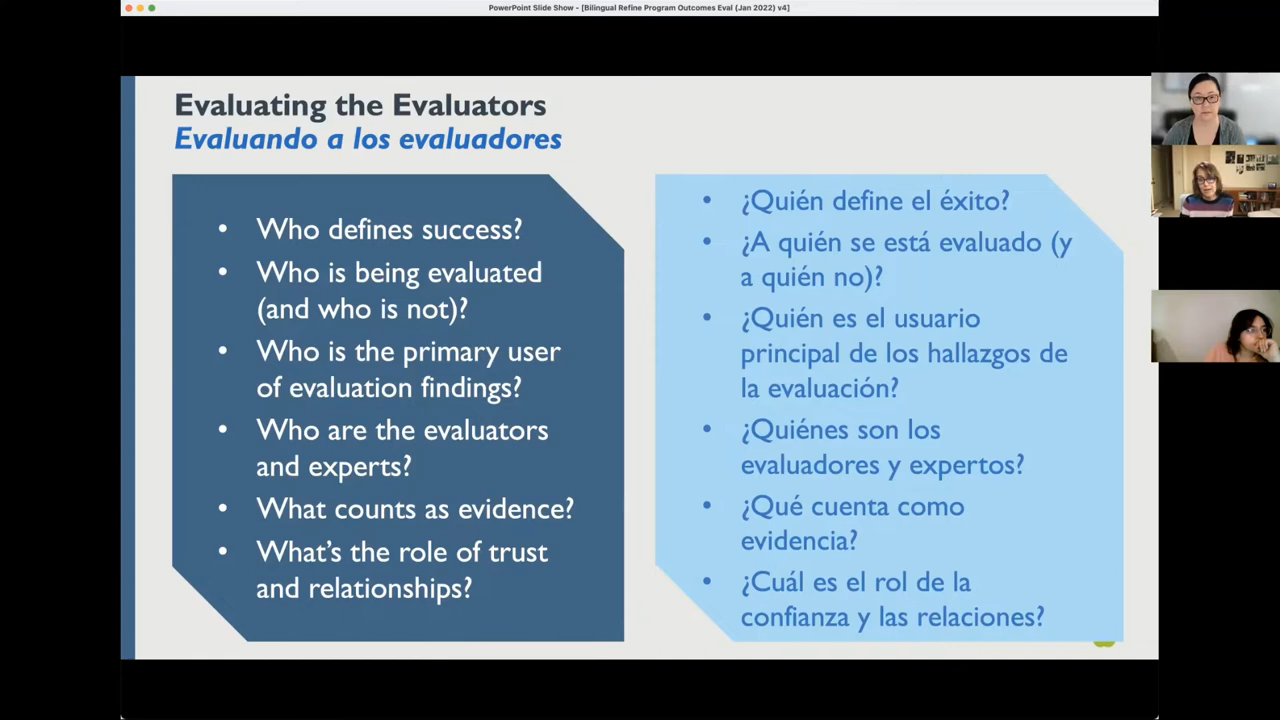 PowerPoint Slide Show - [Bilingual Refine Program Outcomes Eval (Jan 2022) v4]
Evaluating the Evaluators
Evaluando a los evaluadores
• Who defines success?
• Who is being evaluated
(and who is not)?
• Who is the primary user
of evaluation findings?
• Who are the evaluators
and experts?
• What counts as evidence?
• What's the role of trust
and relationships?
• ¿Quién define el éxito?
• ¿A quién se está evaluado (y
a quién no)?
• ¿Quién es el usuario
principal de los hallazgos de
la evaluación?
• ¿Quiénes son los
evaluadores y expertos?
• ¿Qué cuenta como
evidencia?
• ¿Cuál es el rol de la
confianza y las relaciones?